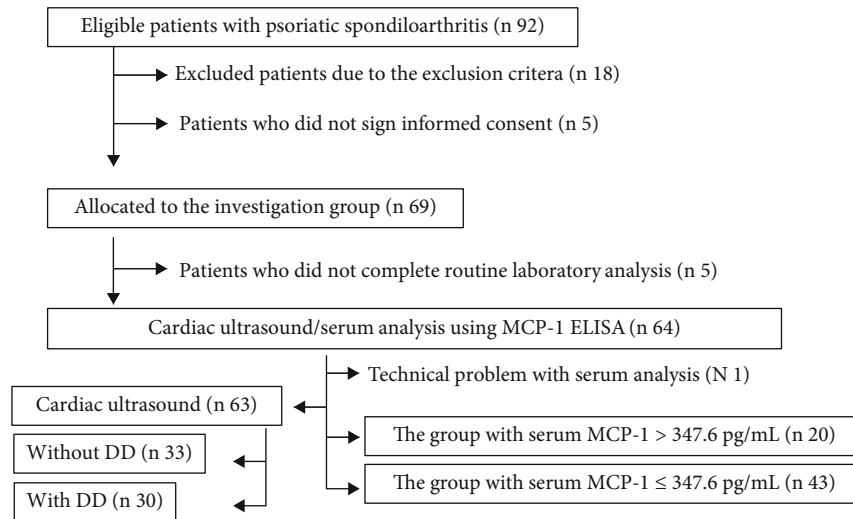 Eligible patients with psoriatic spondiloarthritis (n 92)
Excluded patients due to the exclusion criteria (n 18)
Patients who did not sign informed consent (n 5)
Allocated to the investigation group (n 69)
Patients who did not complete routine laboratory analysis (n 5)
Cardiac ultrasound/serum analysis using MCP-1 ELISA (n 64)
Technical problem with serum analysis (N 1)
Cardiac ultrasound (n 63)
The group with serum MCP-1 > 347.6 pg/mL (n 20)
Without DD (n 33)
The group with serum MCP-1 ≤ 347.6 pg/mL (n 43)
With DD (n 30)